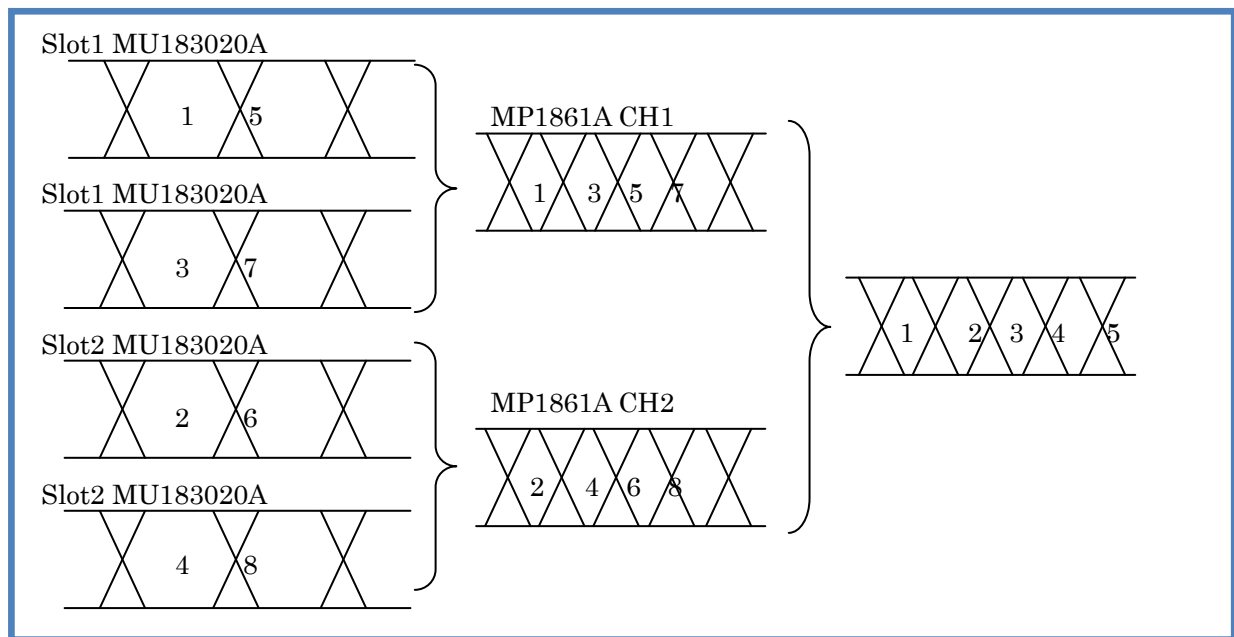 Slot1 MU183020A
1 5
Slot1 MU183020A
3 7
Slot2 MU183020A
2 6
Slot2 MU183020A
4 8
MP1861A CH1
1 3 5 7
MP1861A CH2
2 4 6 8
1 2 3 4 5